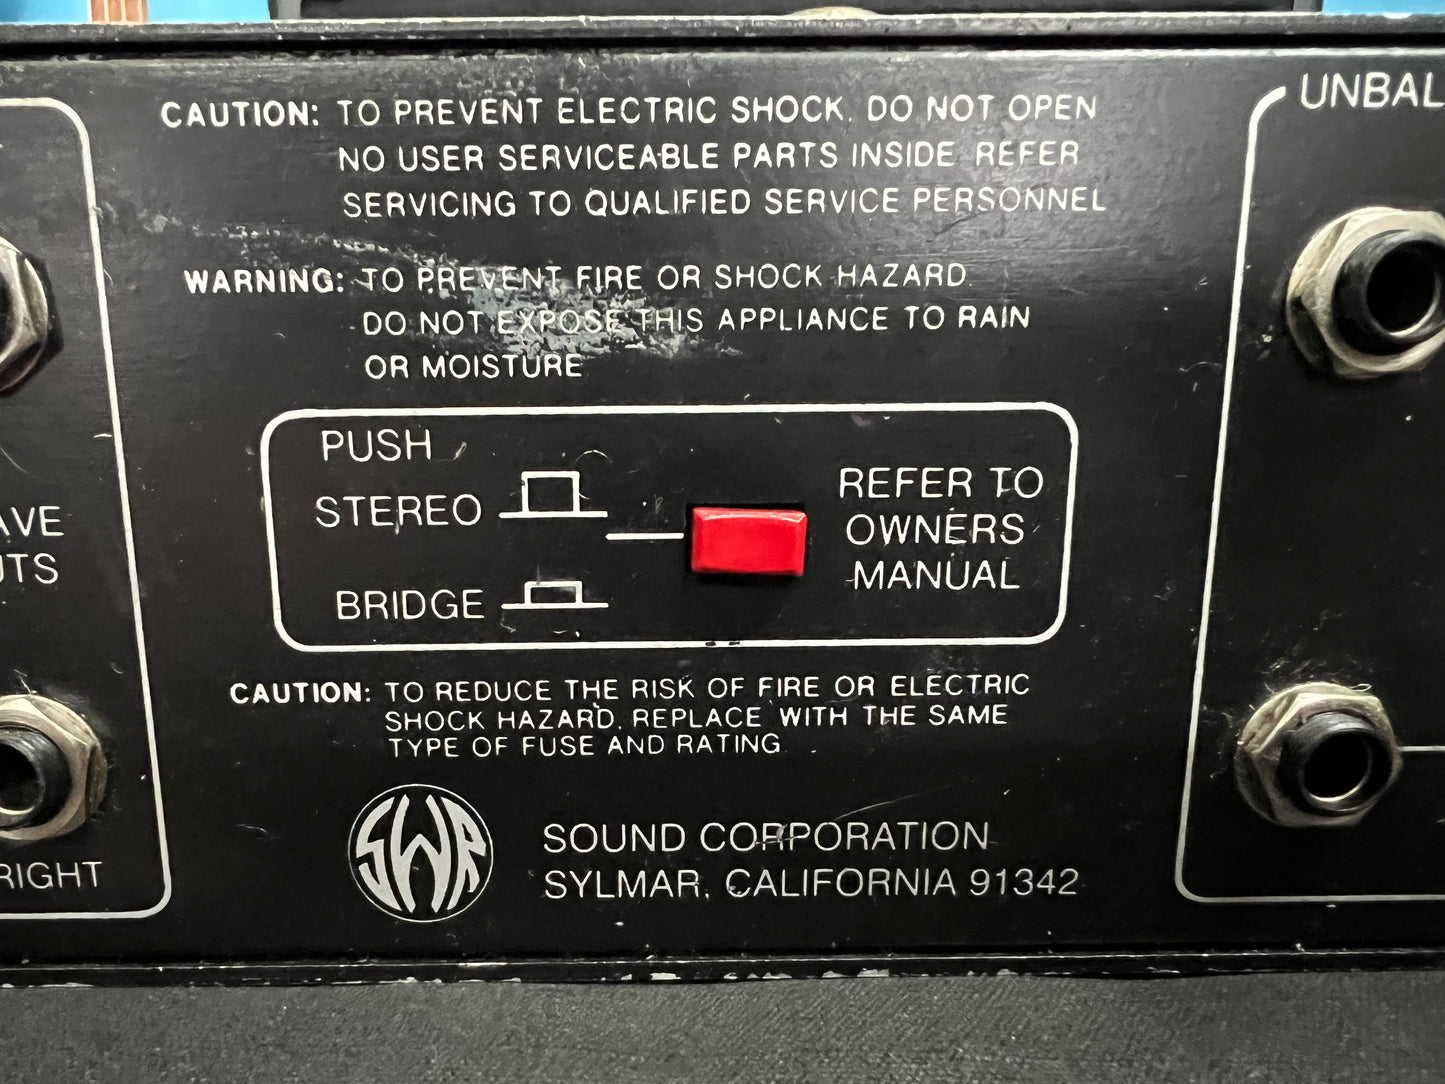 CAUTION: TO PREVENT ELECTRIC SHOCK. DO NOT OPEN
NO USER SERVICEABLE PARTS INSIDE REFER
SERVICING TO QUALIFIED SERVICE PERSONNEL
WARNING: TO PREVENT FIRE OR SHOCK HAZARD.
DO NOT EXPOSE THIS APPLIANCE TO RAIN
OR MOISTURE
PUSH
STEREO
BRIDGE
REFER TO
OWNERS
MANUAL
CAUTION: TO REDUCE THE RISK OF FIRE OR ELECTRIC
SHOCK HAZARD. REPLACE WITH THE SAME
TYPE OF FUSE AND RATING
SWR
SOUND CORPORATION
SYLMAR, CALIFORNIA 91342
RIGHT